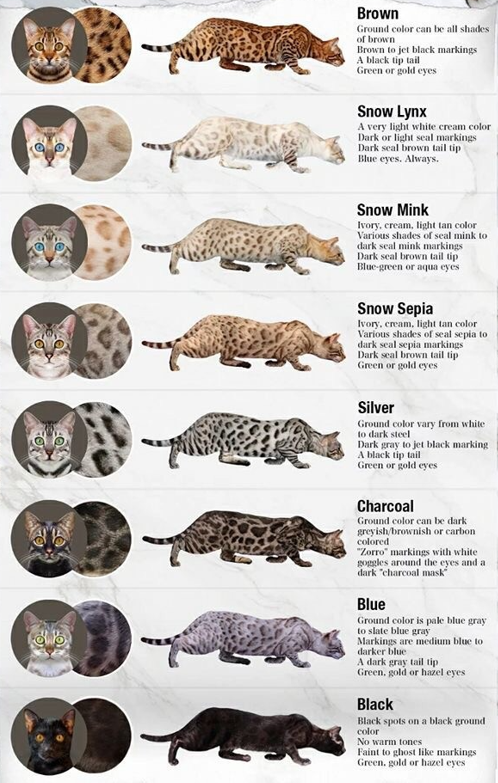 Brown
Ground color can be all shades
of brown
Brown to jet black markings
A black tip tail
Green or gold eyes
Snow Lynx
A very light white cream color
Dark or light seal markings
Dark seal brown tail tip
Blue eyes. Always.
Snow Mink
Ivory, cream, light tan color
Various shades of seal mink to
dark seal mink markings
Dark seal brown tail tip
Blue-green or aqua eyes
Snow Sepia
Ivory, cream, light tan color
Various shades of seal sepia to
dark seal sepia markings
Dark seal brown tail tip
Green or gold eyes
Silver
Ground color vary from white
to dark steel
Dark gray to jet black marking
A black tip tail
Green or gold eyes
Charcoal
Ground color can be dark
greyish/brownish or carbon
colored
"Zorro" markings with white
goggles around the eyes and a
dark "charcoal mask"
Blue
Ground color is pale blue gray
to slate blue gray
Markings are medium blue to
darker blue
A dark gray tail tip
Green, gold or hazel eyes
Black
Black spots on a black ground
color
No warm tones
Faint to ghost like markings
Green, gold or hazel eyes